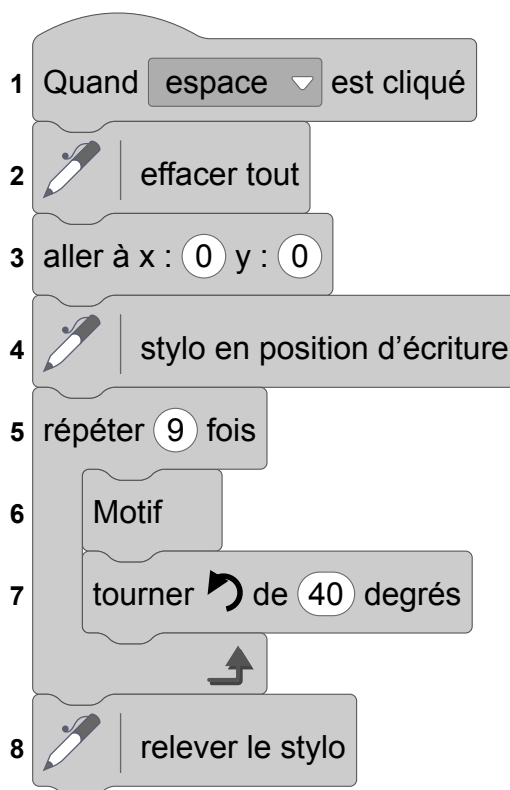 1 Quand espace est cliqué
2 effacer tout
3 aller à x : 0 y : 0
4 stylo en position d’écriture
5 répéter 9 fois
6 Motif
7 tourner de 40 degrés
8 relever le stylo